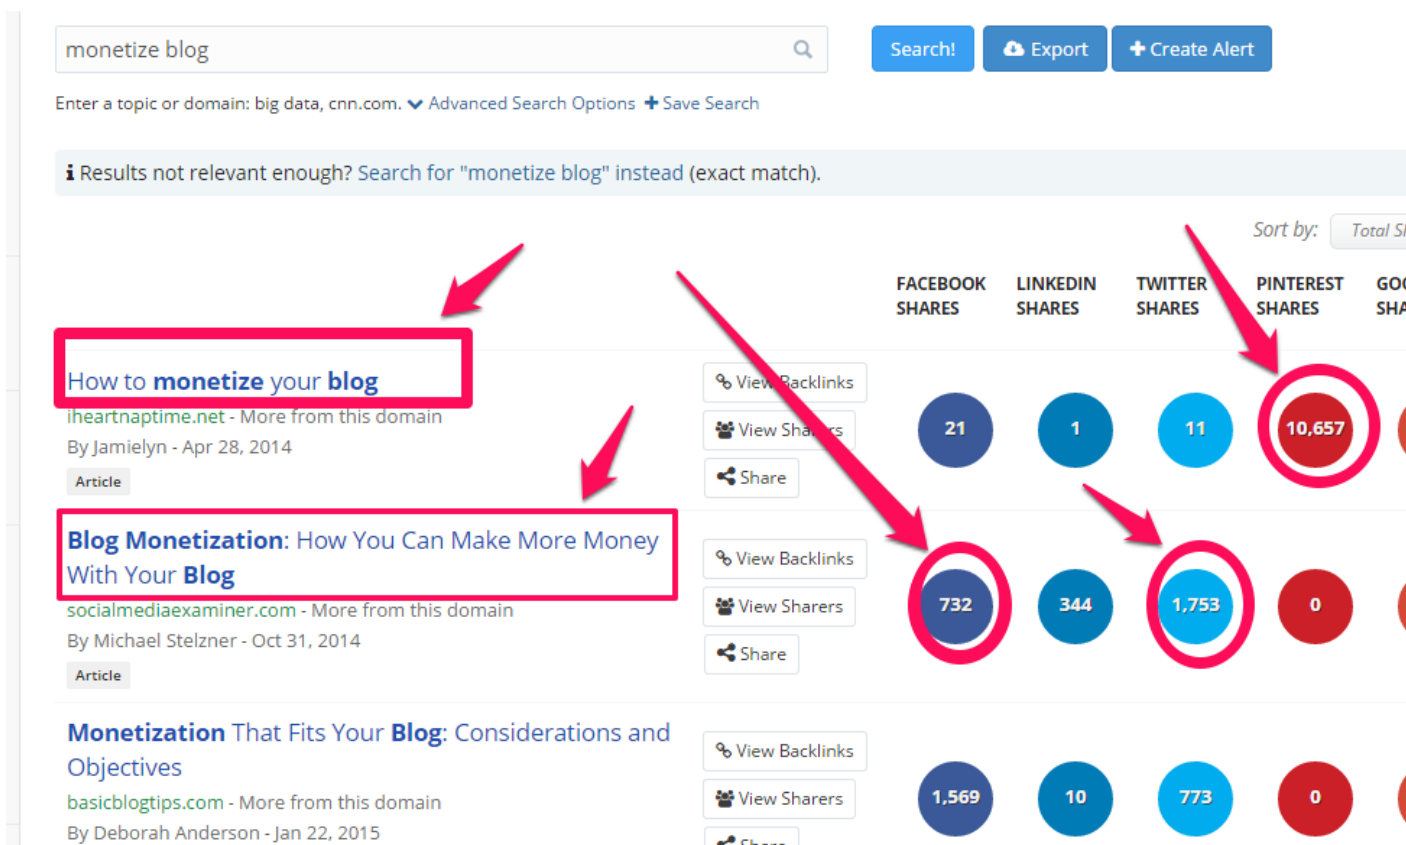 monetize blog
Search!
Export
Create Alert
Enter a topic or domain: big data, cnn.com. Advanced Search Options Save Search
Results not relevant enough? Search for "monetize blog" instead (exact match).
Sort by: Total
FACEBOOK SHARES
LINKEDIN SHARES
TWITTER SHARES
PINTEREST SHARES
How to monetize your blog
iheartnaptime.net - More from this domain
By Jamielyn - Apr 28, 2014
Article
View Backlinks
View Sharers
Share
21
1
11
10,657
Blog Monetization: How You Can Make More Money
With Your Blog
socialmediaexaminer.com - More from this domain
By Michael Stelzner - Oct 31, 2014
Article
View Backlinks
View Sharers
Share
732
344
1,753
0
Monetization That Fits Your Blog: Considerations and
Objectives
basicblogtips.com - More from this domain
By Deborah Anderson - Jan 22, 2015
View Backlinks
View Sharers
Share
1,569
10
773
0